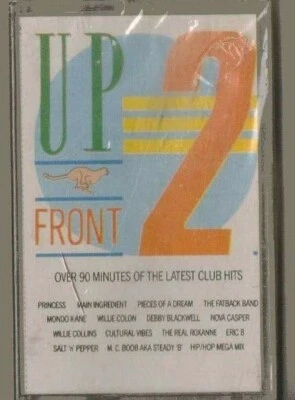 UP 2
FRONT
OVER 90 MINUTES OF THE LATEST CLUB HITS
PRINCESS MAIN INGREDIENT PIECES OF A DREAM THE FATBACK BAND
MONDO KANE WILLIE COLON DEBBY BLACKWELL NOVA CASPER
WILLIE COLLINS CULTURAL VIBES THE REAL ROXANNE ERIC B
SALT 'N' PEPPER M. C. BOOB AKA STEADY 'B' HIP/HOP MEGA MIX